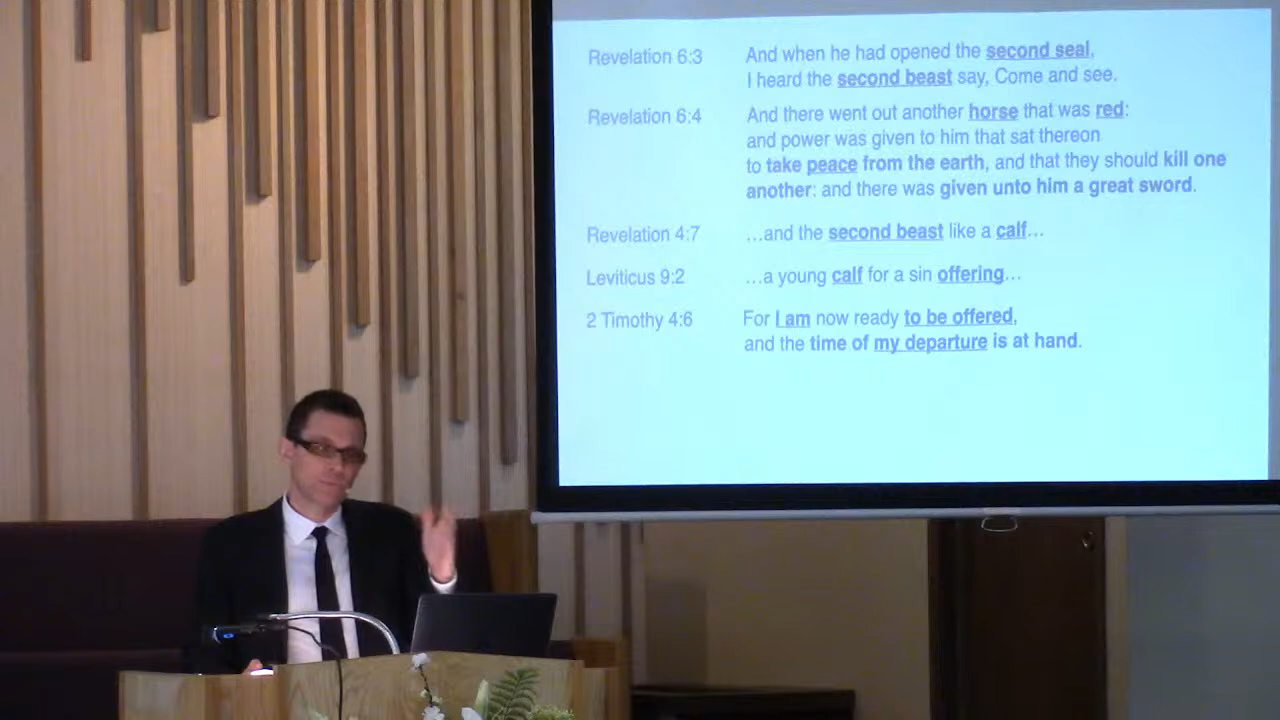 Revelation 6:3 And when he had opened the second seal,
I heard the second beast say, Come and see.
Revelation 6:4 And there went out another horse that was red:
and power was given to him that sat thereon
to take peace from the earth, and that they should kill one
another: and there was given unto him a great sword.
Revelation 4:7 …and the second beast like a calf…
Leviticus 9:2 …a young calf for a sin offering…
2 Timothy 4:6 For I am now ready to be offered,
and the time of my departure is at hand.